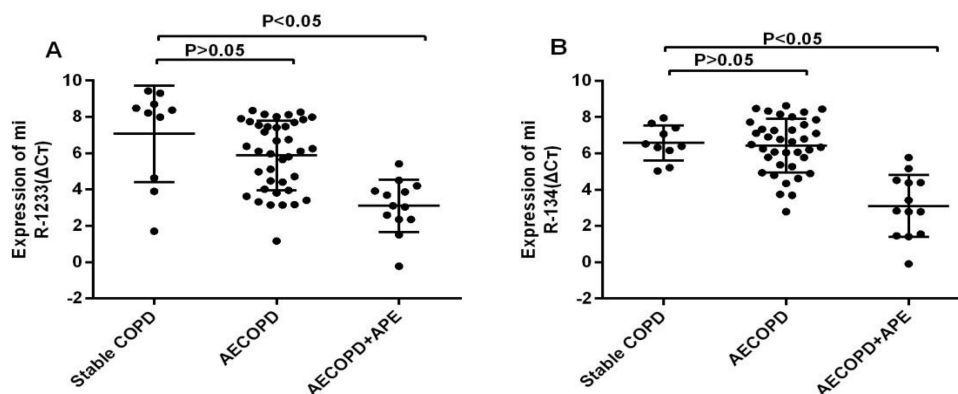 A
P<0.05
P>0.05
Expression of mi
R-1233(ΔCт)
10
8
6
4
2
0
-2
Stable COPD
AECOPD
AECOPD+APE
B
P<0.05
P>0.05
Expression of mi
R-134(ΔCт)
10
8
6
4
2
0
-2
Stable COPD
AECOPD
AECOPD+APE